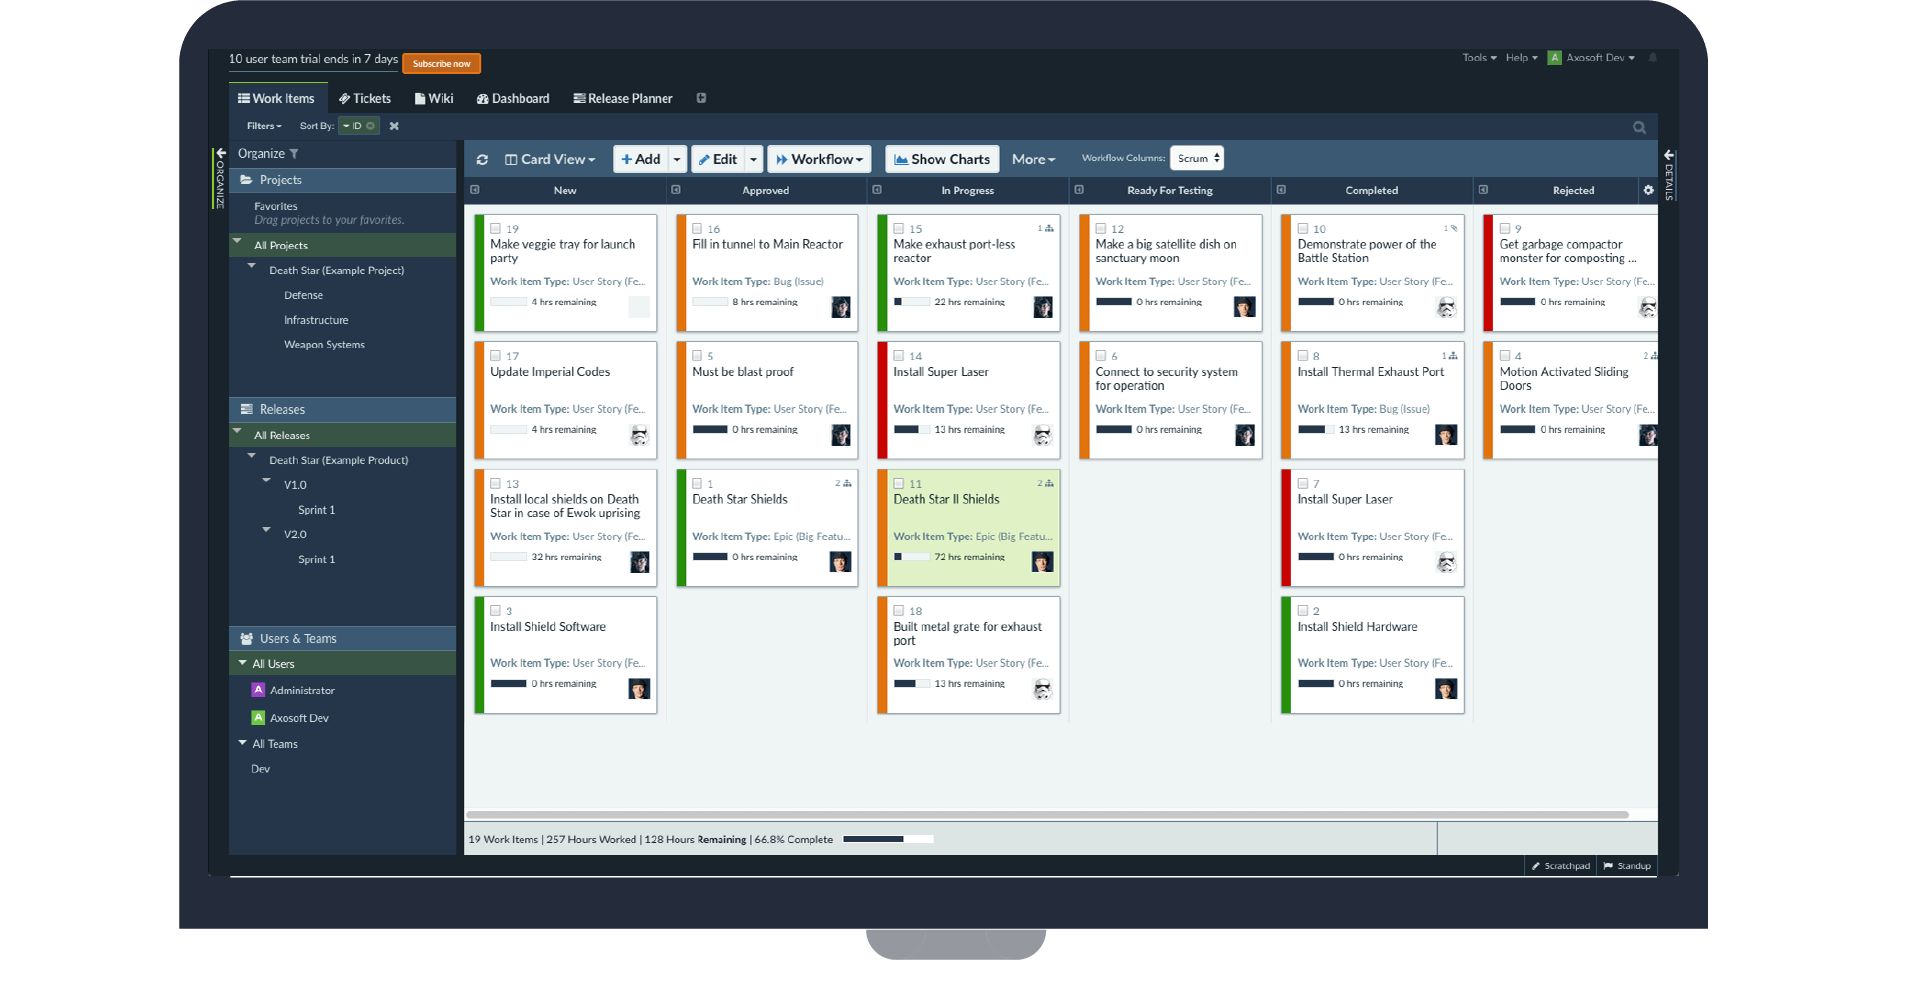 10 user team trial ends in 7 days Subscribe now
Tools Help A Axosoft Dev
Work Items Tickets Wiki Dashboard Release Planner
Filters Sort By: ID
ORGANIZE
Organize
Projects
Favorites
Drag projects to your favorites.
All Projects
Death Star (Example Project)
Defense
Infrastructure
Weapon Systems
Releases
All Releases
Death Star (Example Product)
V1.0
Sprint 1
V2.0
Sprint 1
Users & Teams
All Users
A Administrator
A Axosoft Dev
All Teams
Dev
Card View + Add Edit Workflow Show Charts More Workflow Columns: Scrum
DETAILS
New Approved In Progress Ready For Testing Completed Rejected
19
Make veggie tray for launch
party
Work Item Type: User Story (Fe...
4 hrs remaining
17
Update Imperial Codes
Work Item Type: User Story (Fe...
4 hrs remaining
13
Install local shields on Death
Star in case of Ewok uprising
Work Item Type: User Story (Fe...
32 hrs remaining
3
Install Shield Software
Work Item Type: User Story (Fe...
0 hrs remaining
16
Fill in tunnel to Main Reactor
Work Item Type: Bug (Issue)
8 hrs remaining
5
Must be blast proof
Work Item Type: User Story (Fe...
0 hrs remaining
1 2
Death Star Shields
Work Item Type: Epic (Big Featu...
0 hrs remaining
15 1
Make exhaust port-less
reactor
Work Item Type: User Story (Fe...
22 hrs remaining
14
Install Super Laser
Work Item Type: User Story (Fe...
13 hrs remaining
11 2
Death Star II Shields
Work Item Type: Epic (Big Featu...
72 hrs remaining
18
Built metal grate for exhaust
port
Work Item Type: User Story (Fe...
13 hrs remaining
12
Make a big satellite dish on
sanctuary moon
Work Item Type: User Story (Fe...
0 hrs remaining
6
Connect to security system
for operation
Work Item Type: User Story (Fe...
0 hrs remaining
10 1
Demonstrate power of the
Battle Station
Work Item Type: User Story (Fe...
0 hrs remaining
8 1
Install Thermal Exhaust Port
Work Item Type: Bug (Issue)
13 hrs remaining
7
Install Super Laser
Work Item Type: User Story (Fe...
0 hrs remaining
2
Install Shield Hardware
Work Item Type: User Story (Fe...
0 hrs remaining
9
Get garbage compactor
monster for composting ...
Work Item Type: User Story (Fe...
0 hrs remaining
4 2
Motion Activated Sliding
Doors
Work Item Type: User Story (Fe...
0 hrs remaining
19 Work Items | 257 Hours Worked | 128 Hours Remaining | 66.8% Complete
Scratchpad Standup